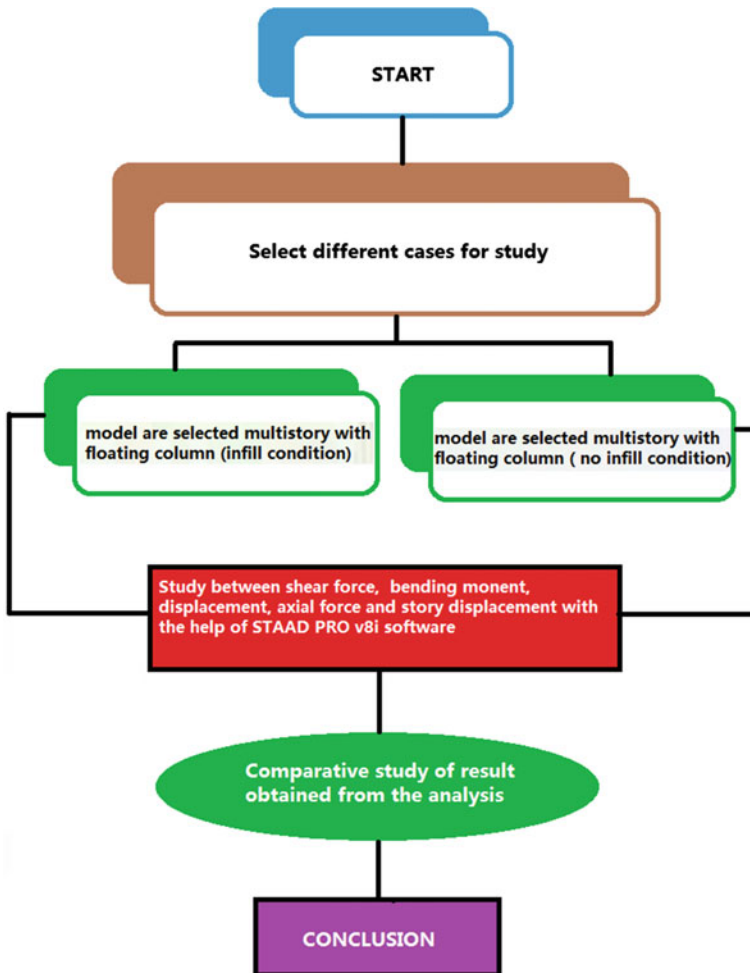 START
Select different cases for study
model are selected multistory with
floating column (infill condition)
model are selected multistory with
floating column ( no infill condition)
Study between shear force, bending monent,
displacement, axial force and story displacement with
the help of STAAD PRO v8i software
Comparative study of result
obtained from the analysis
CONCLUSION